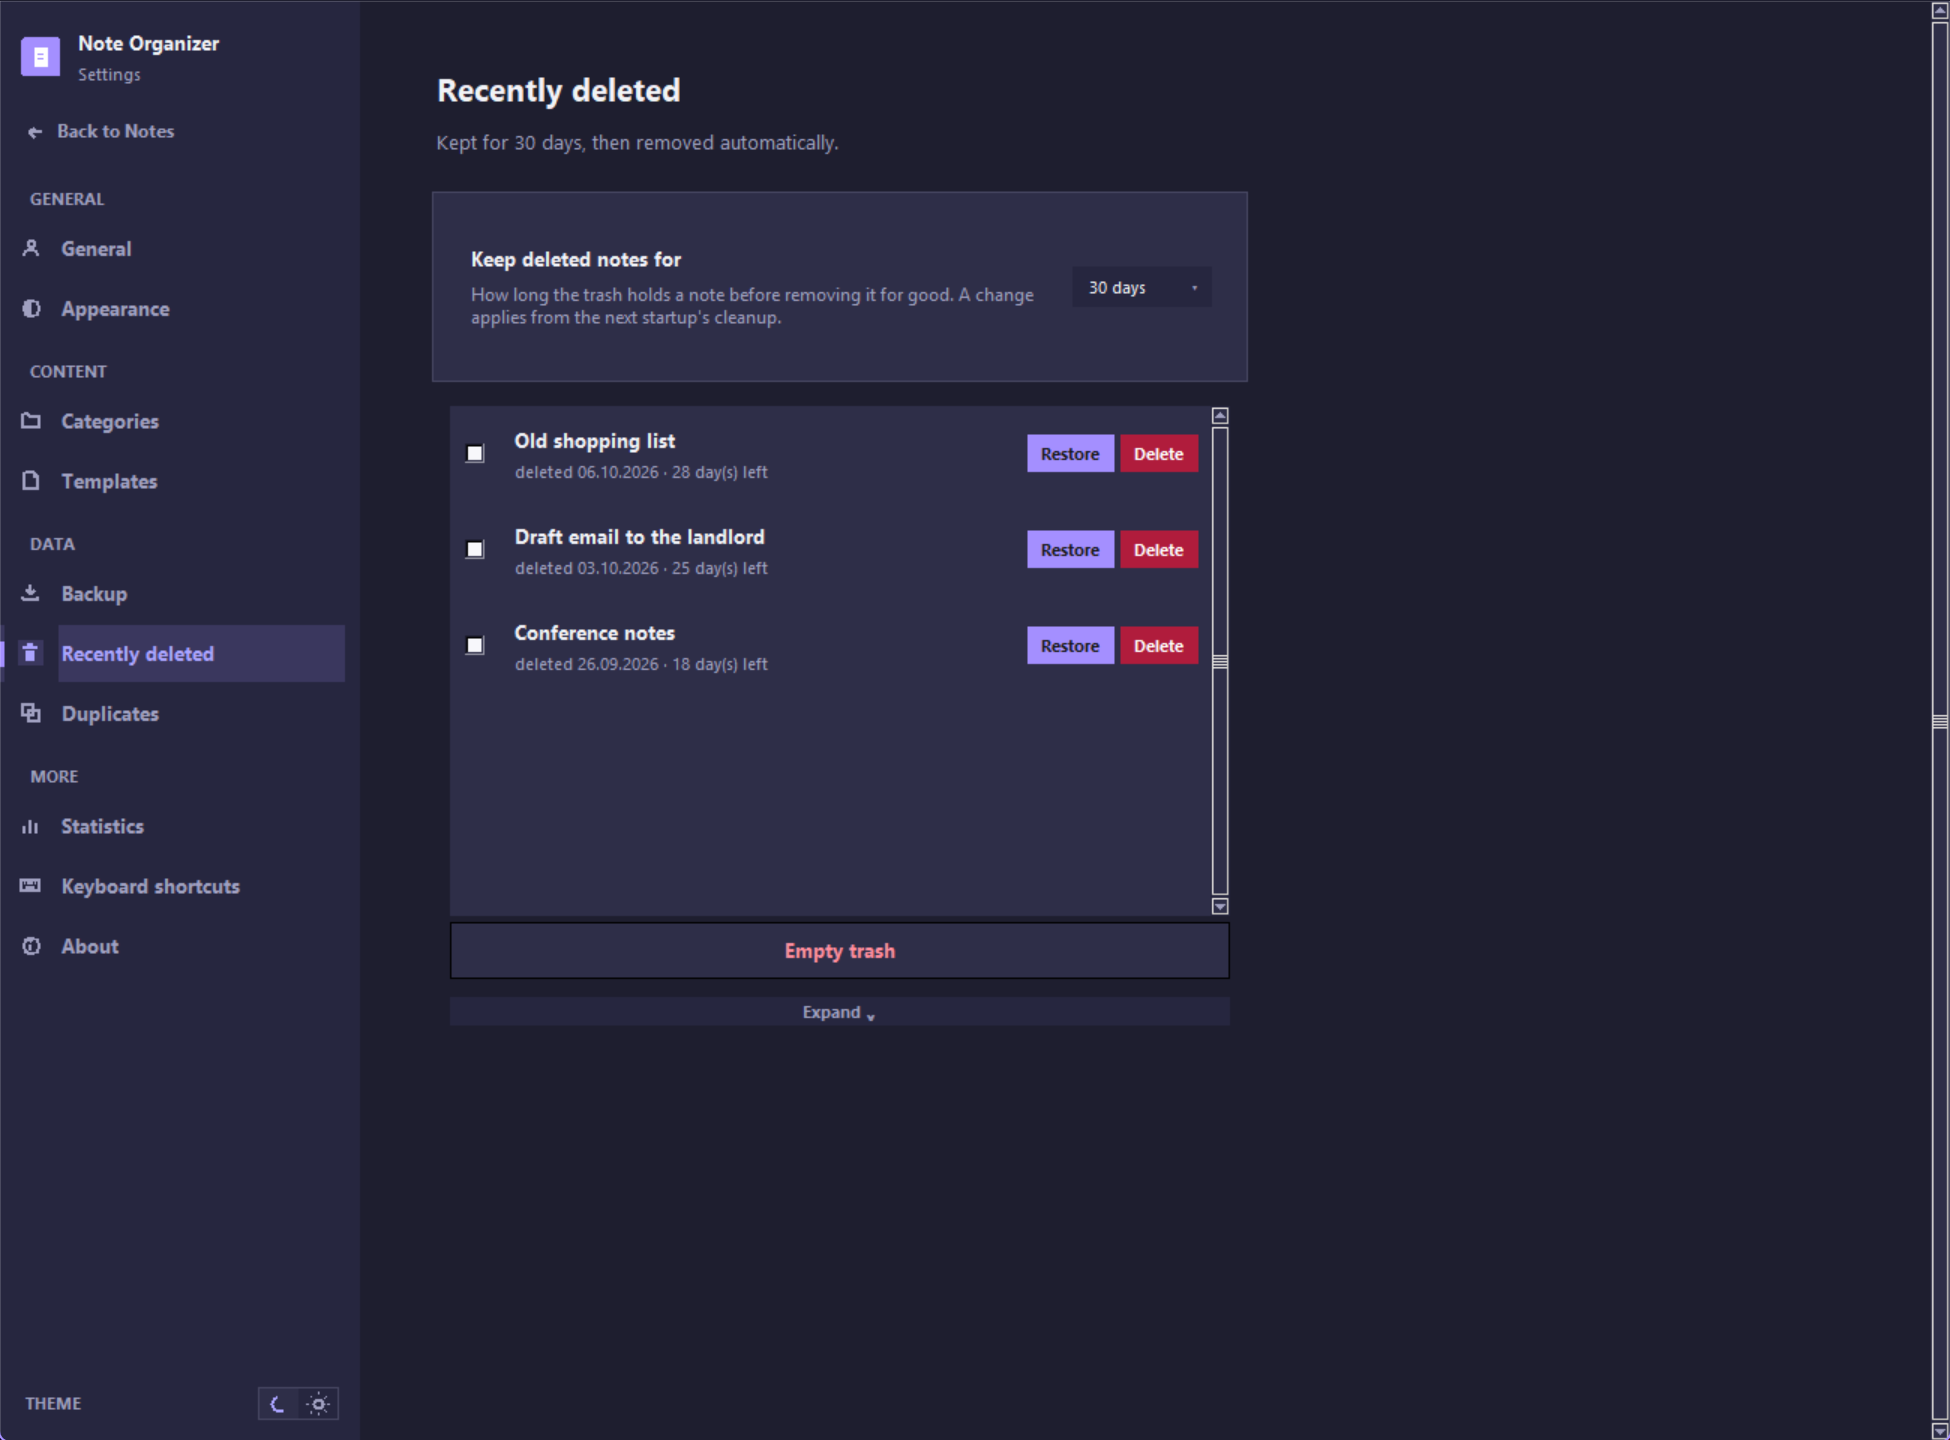 Note Organizer
Settings
Back to Notes
GENERAL
General
Appearance
CONTENT
Categories
Templates
DATA
Backup
Recently deleted
Duplicates
MORE
Statistics
Keyboard shortcuts
About
THEME
Recently deleted
Kept for 30 days, then removed automatically.
Keep deleted notes for
How long the trash holds a note before removing it for good. A change
applies from the next startup's cleanup.
30 days
Old shopping list
deleted 06.10.2026 · 28 day(s) left
Restore Delete
Draft email to the landlord
deleted 03.10.2026 · 25 day(s) left
Restore Delete
Conference notes
deleted 26.09.2026 · 18 day(s) left
Restore Delete
Empty trash
Expand